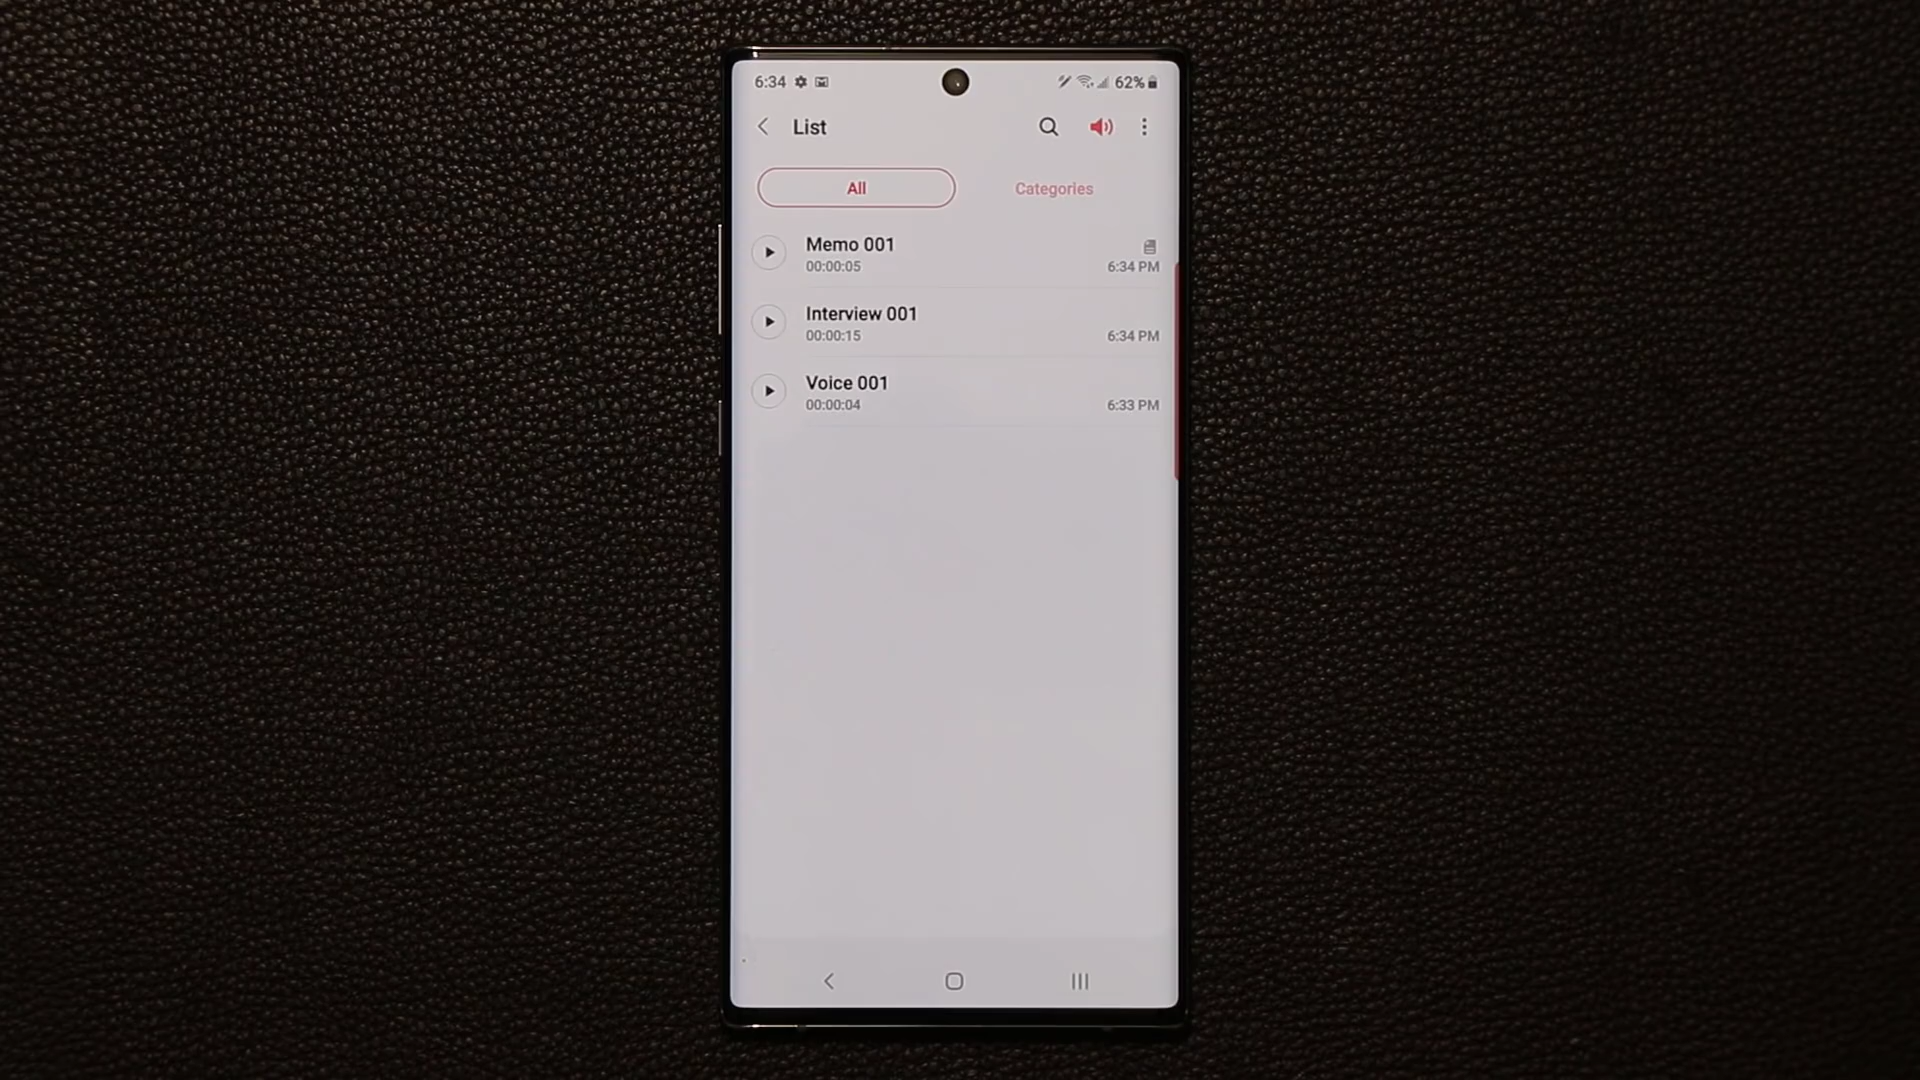 6:34 62%
List
All Categories
Memo 001
00:00:05 6:34 PM
Interview 001
00:00:15 6:34 PM
Voice 001
00:00:04 6:33 PM